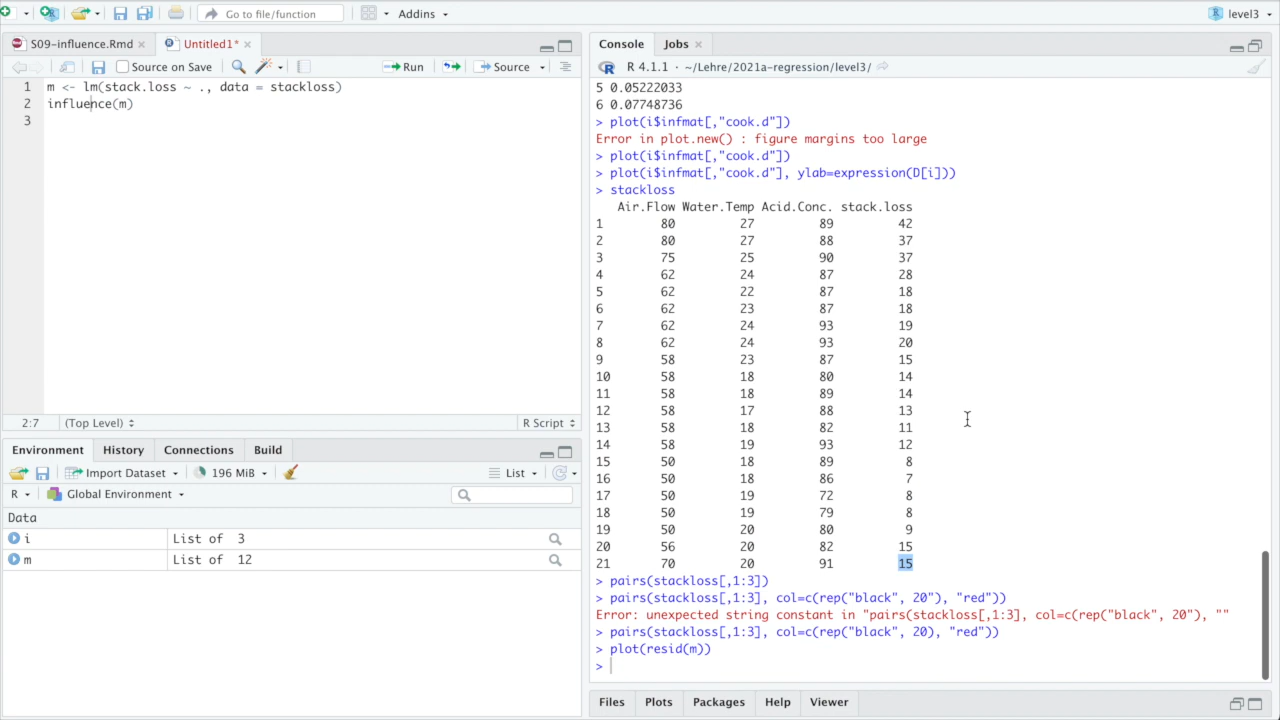 Go to file/function
Addins
level3
S09-influence.Rmd
Untitled1*
Source on Save
Run
Source
1 m <- lm(stack.loss ~ ., data = stackloss)
2 influence(m)
3
2:7 (Top Level) R Script
Environment History Connections Build
Import Dataset 196 MiB List
R Global Environment
Data
i List of 3
m List of 12
Console Jobs
R 4.1.1 · ~/Lehre/2021a-regression/level3/
5 0.05222033
6 0.07748736
> plot(i$infmat[,"cook.d"])
Error in plot.new() : figure margins too large
> plot(i$infmat[,"cook.d"])
> plot(i$infmat[,"cook.d"], ylab=expression(D[i]))
> stackloss
Air.Flow Water.Temp Acid.Conc. stack.loss
1 80 27 89 42
2 80 27 88 37
3 75 25 90 37
4 62 24 87 28
5 62 22 87 18
6 62 23 87 18
7 62 24 93 19
8 62 24 93 20
9 58 23 87 15
10 58 18 80 14
11 58 18 89 14
12 58 17 88 13
13 58 18 82 11
14 58 19 93 12
15 50 18 89 8
16 50 18 86 7
17 50 19 72 8
18 50 19 79 8
19 50 20 80 9
20 56 20 82 15
21 70 20 91 15
> pairs(stackloss[,1:3])
> pairs(stackloss[,1:3], col=c(rep("black", 20"), "red"))
Error: unexpected string constant in "pairs(stackloss[,1:3], col=c(rep("black", 20"), ""
> pairs(stackloss[,1:3], col=c(rep("black", 20), "red"))
> plot(resid(m))
>
Files Plots Packages Help Viewer